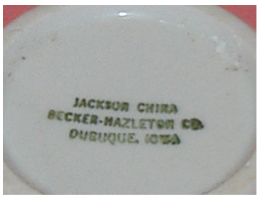 JACKSON CHINA
BECKER-HAZLETON CO.
DUBUQUE, IOWA